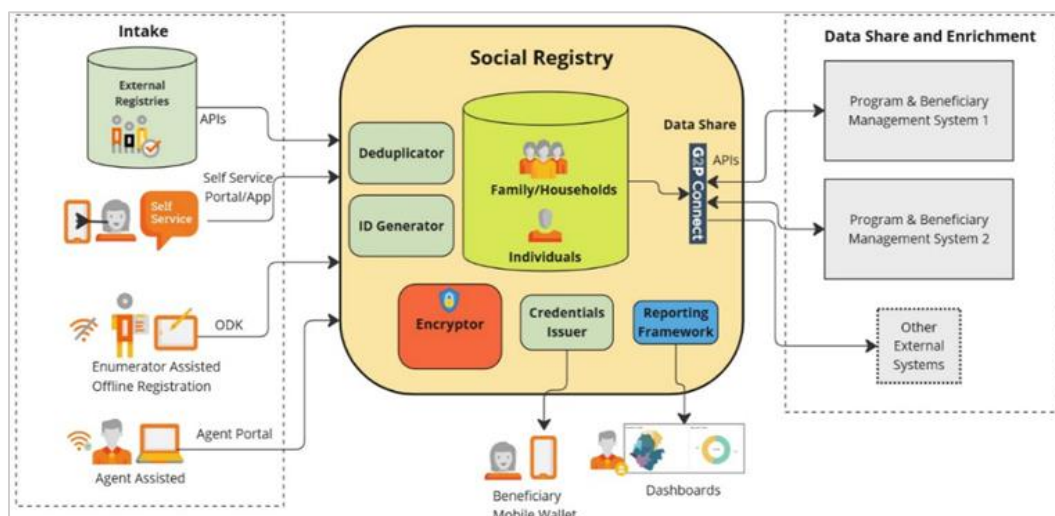 Intake
External
Registries
APIs
Self Service
Portal/App
Self
Service
ODK
Enumerator Assisted
Offline Registration
Agent Portal
Agent Assisted
Social Registry
Deduplicator
ID Generator
Family/Households
Individuals
Encryptor
Credentials
Issuer
Reporting
Framework
Data Share
APIs
G2P Connect
Beneficiary
Mobile Wallet
Dashboards
Data Share and Enrichment
Program & Beneficiary
Management System 1
Program & Beneficiary
Management System 2
Other
External
Systems